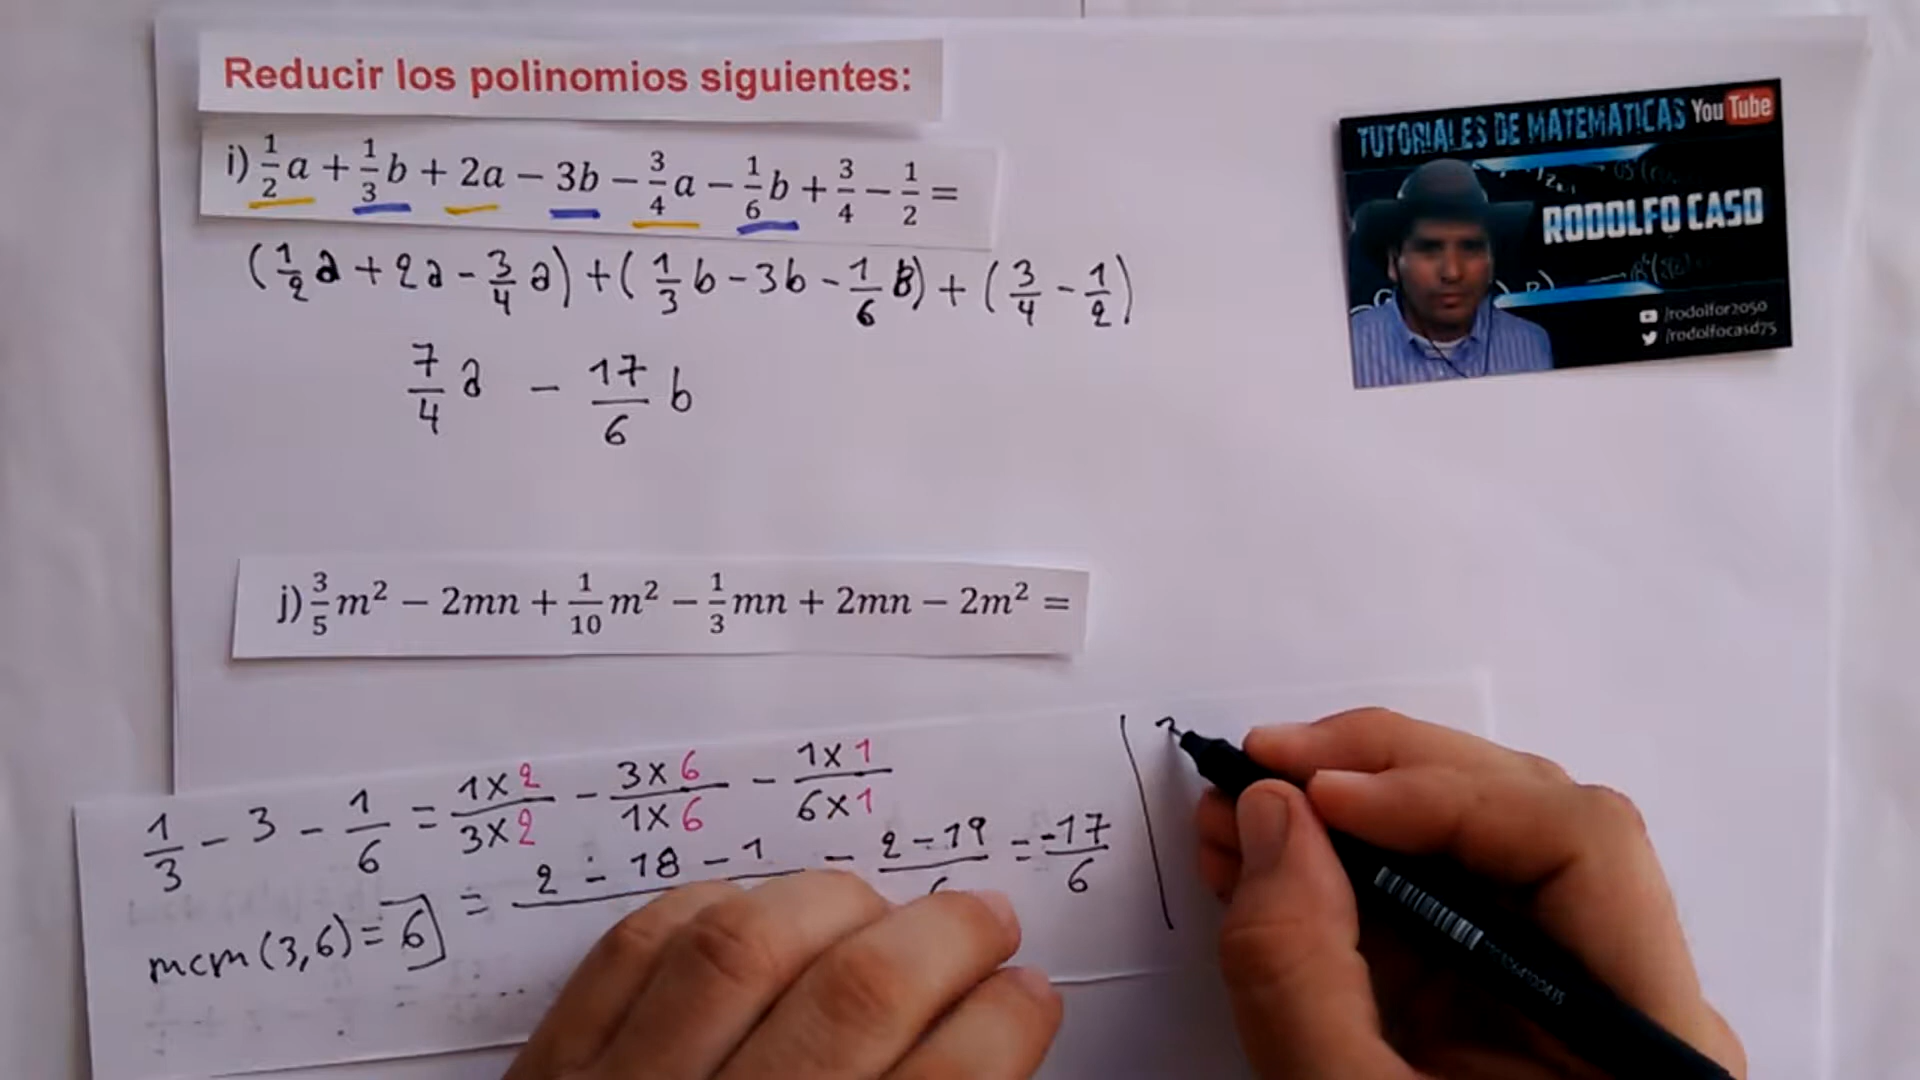 Reducir los polinomios siguientes:
i) 1/2 a + 1/3 b + 2a − 3b − 3/4 a − 1/6 b + 3/4 − 1/2 =
(1/2 a + 2a − 3/4 a) + (1/3 b − 3b − 1/6 b) + (3/4 − 1/2)
7/4 a − 17/6 b
j) 3/5 m² − 2mn + 1/10 m² − 1/3 mn + 2mn − 2m² =
1/3 − 3 − 1/6 = 1×2/3×2 − 3×6/1×6 − 1×1/6×1
= 2 − 18 − 1 = 2 − 19/6 = −17/6
mcm(3,6) = 6
TUTORIALES DE MATEMATICAS YouTube
RODOLFO CASD
/rodolfor2050
/rodolfocasd75